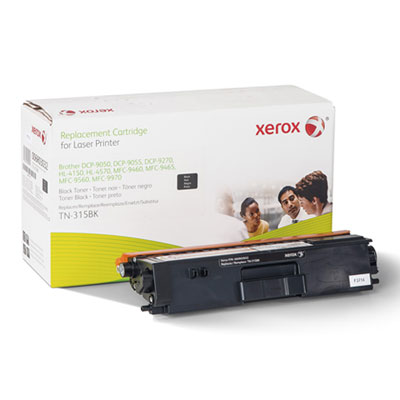 Replacement Cartridge
for Laser Printer
Brother DCP-9050, DCP-9055, DCP-9270,
HL-4150, HL-4570, MFC-9460, MFC-9465,
MFC-9560, MFC-9970
Black Toner - Toner noir - Toner negro
Toner Black - Toner preto
TN-315BK
xerox
xerox